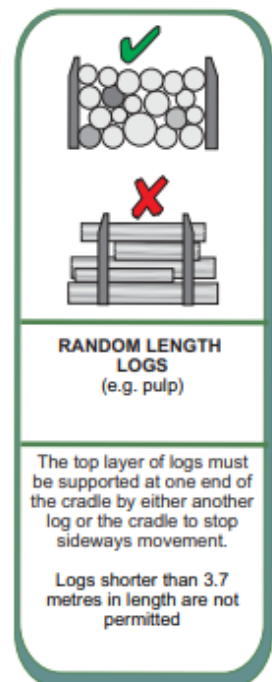 RANDOM LENGTH
LOGS
(e.g. pulp)
The top layer of logs must
be supported at one end of
the cradle by either another
log or the cradle to stop
sideways movement.
Logs shorter than 3.7
metres in length are not
permitted